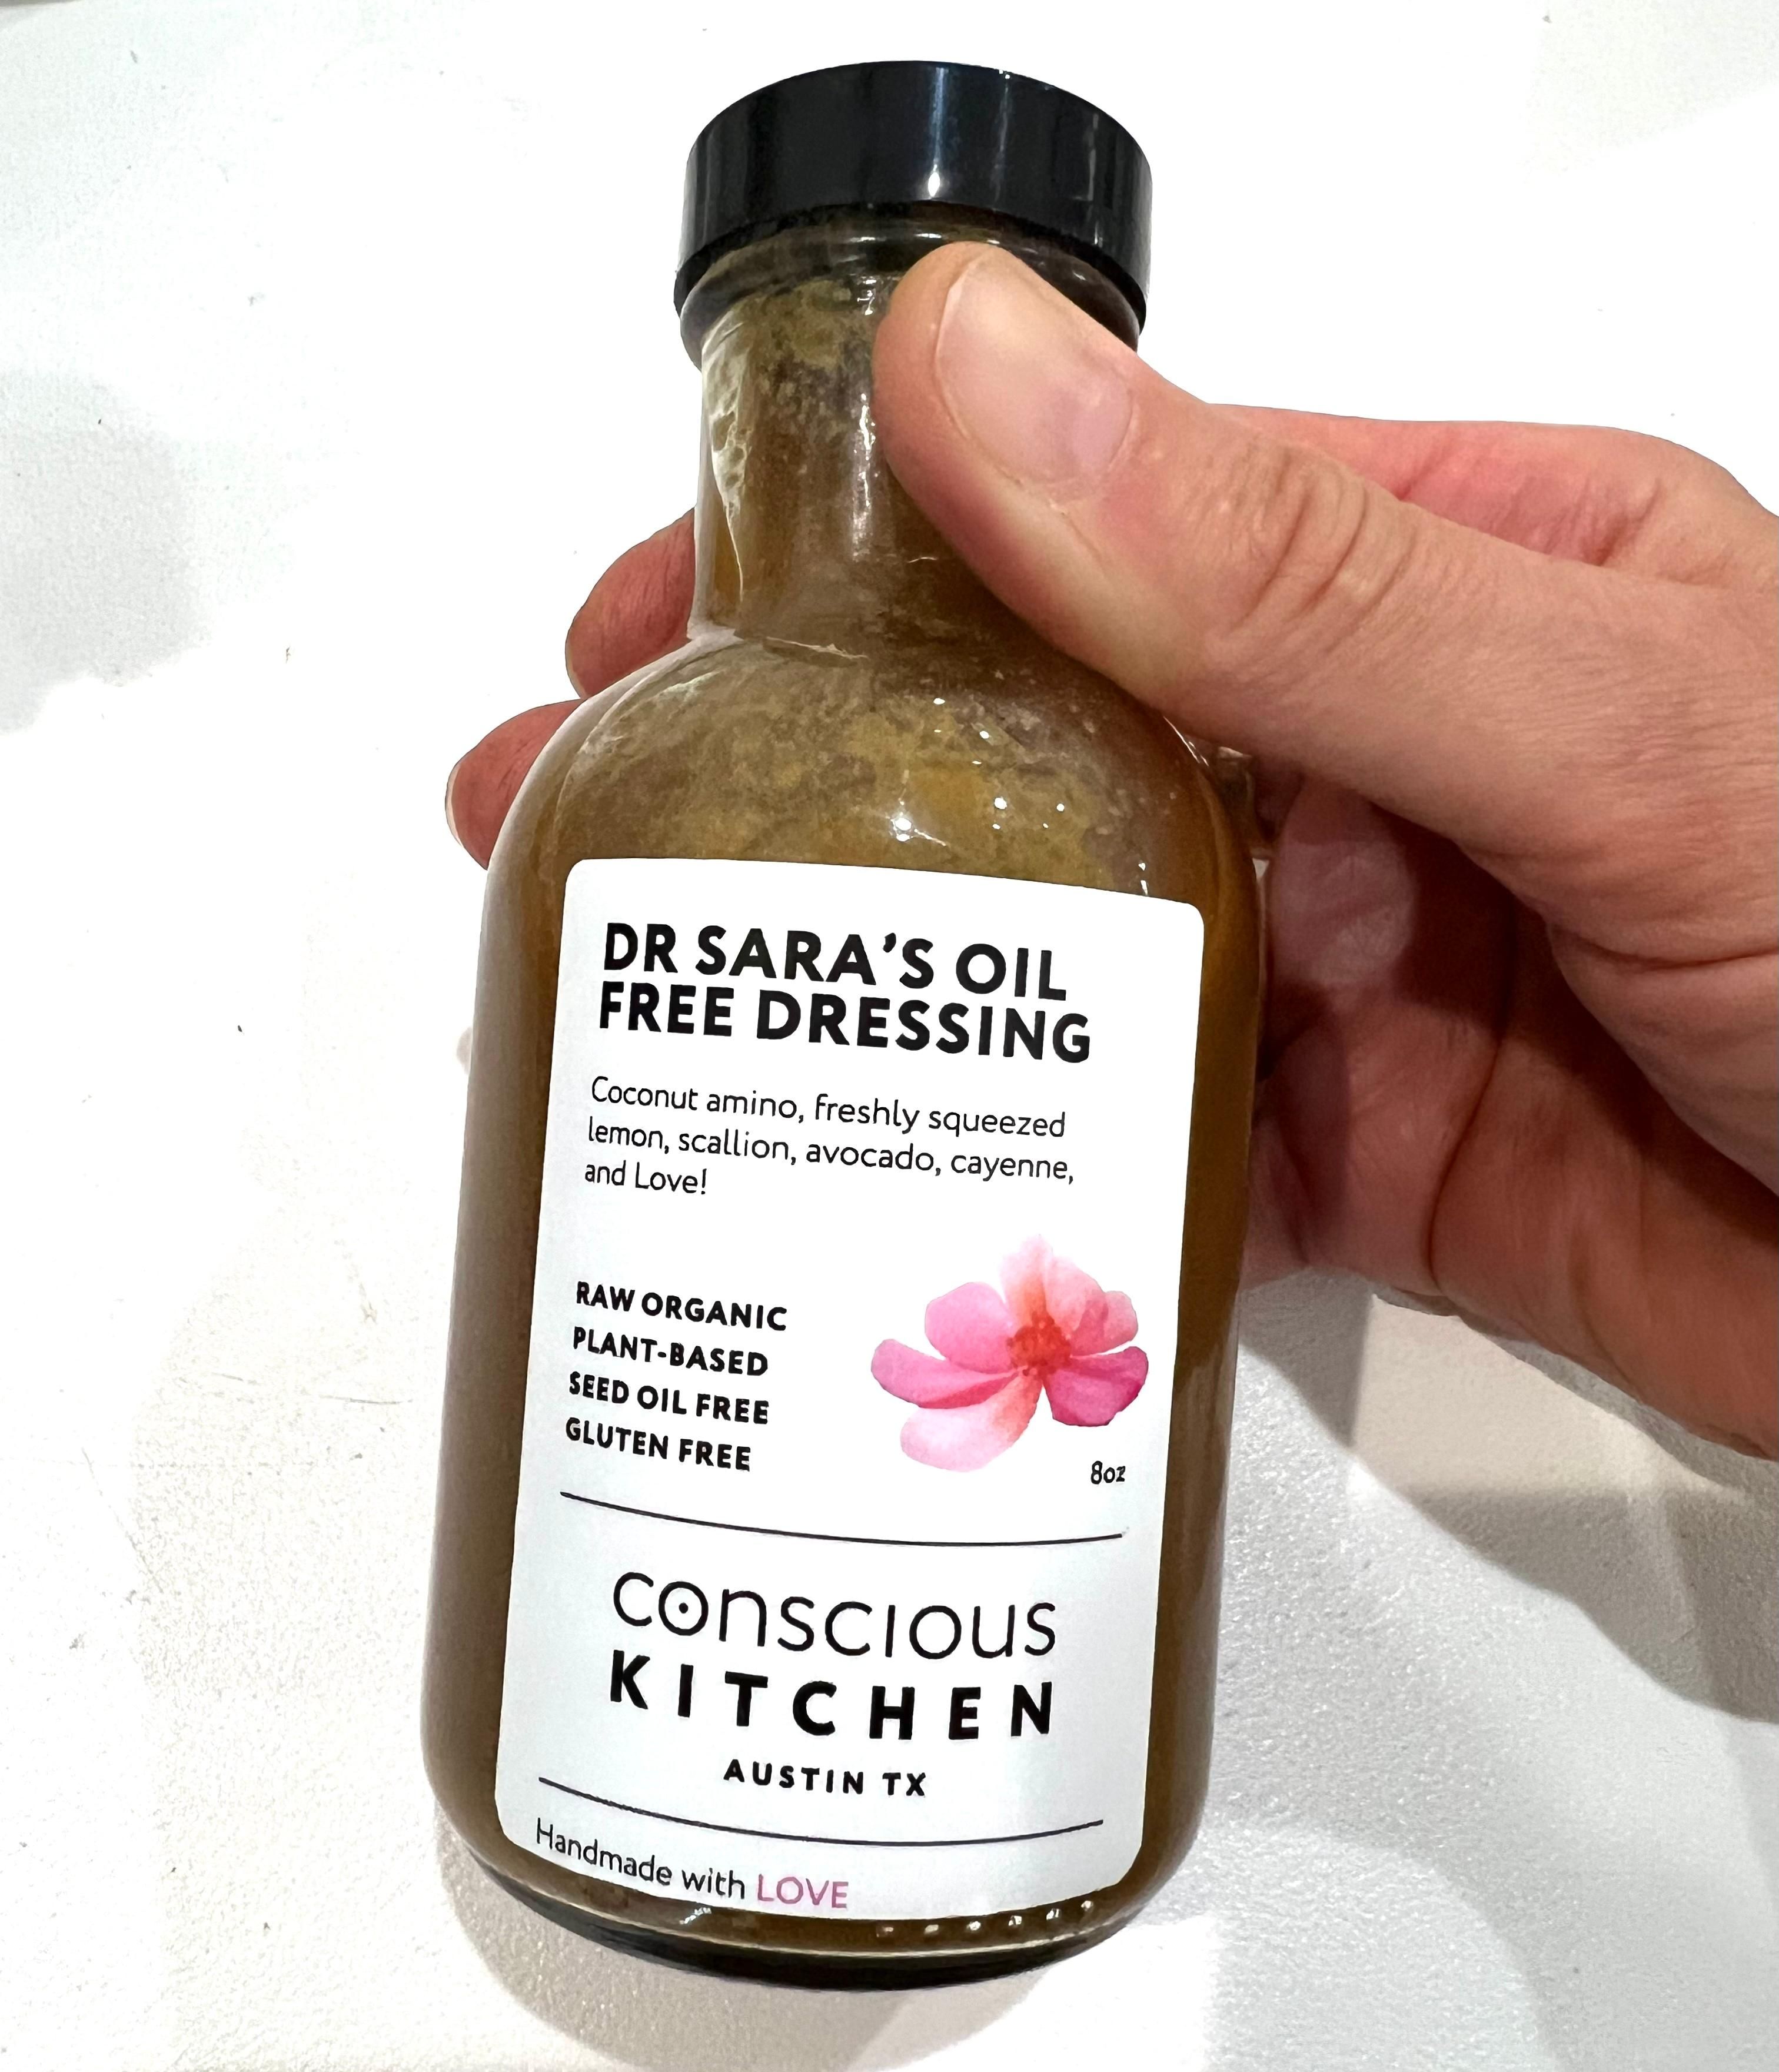 DR SARA'S OIL
FREE DRESSING
Coconut amino, freshly squeezed
lemon, scallion, avocado, cayenne,
and Love!
RAW ORGANIC
PLANT-BASED
SEED OIL FREE
GLUTEN FREE
8oz
conscious
KITCHEN
AUSTIN TX
Handmade with LOVE